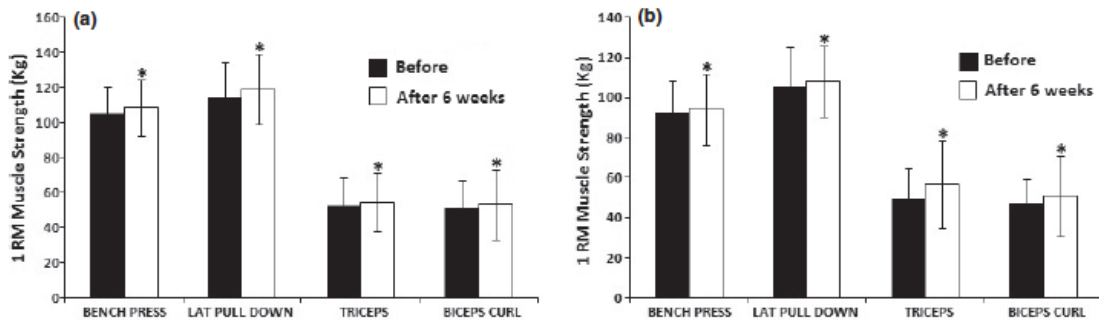 (a)
1 RM Muscle Strength (Kg)
160
140
120
100
80
60
40
20
0
*
*
*
*
Before
After 6 weeks
BENCH PRESS
LAT PULL DOWN
TRICEPS
BICEPS CURL
(b)
1 RM Muscle Strength (Kg)
140
120
100
80
60
40
20
0
*
*
*
*
Before
After 6 weeks
BENCH PRESS
LAT PULL DOWN
TRICEPS
BICEPS CURL